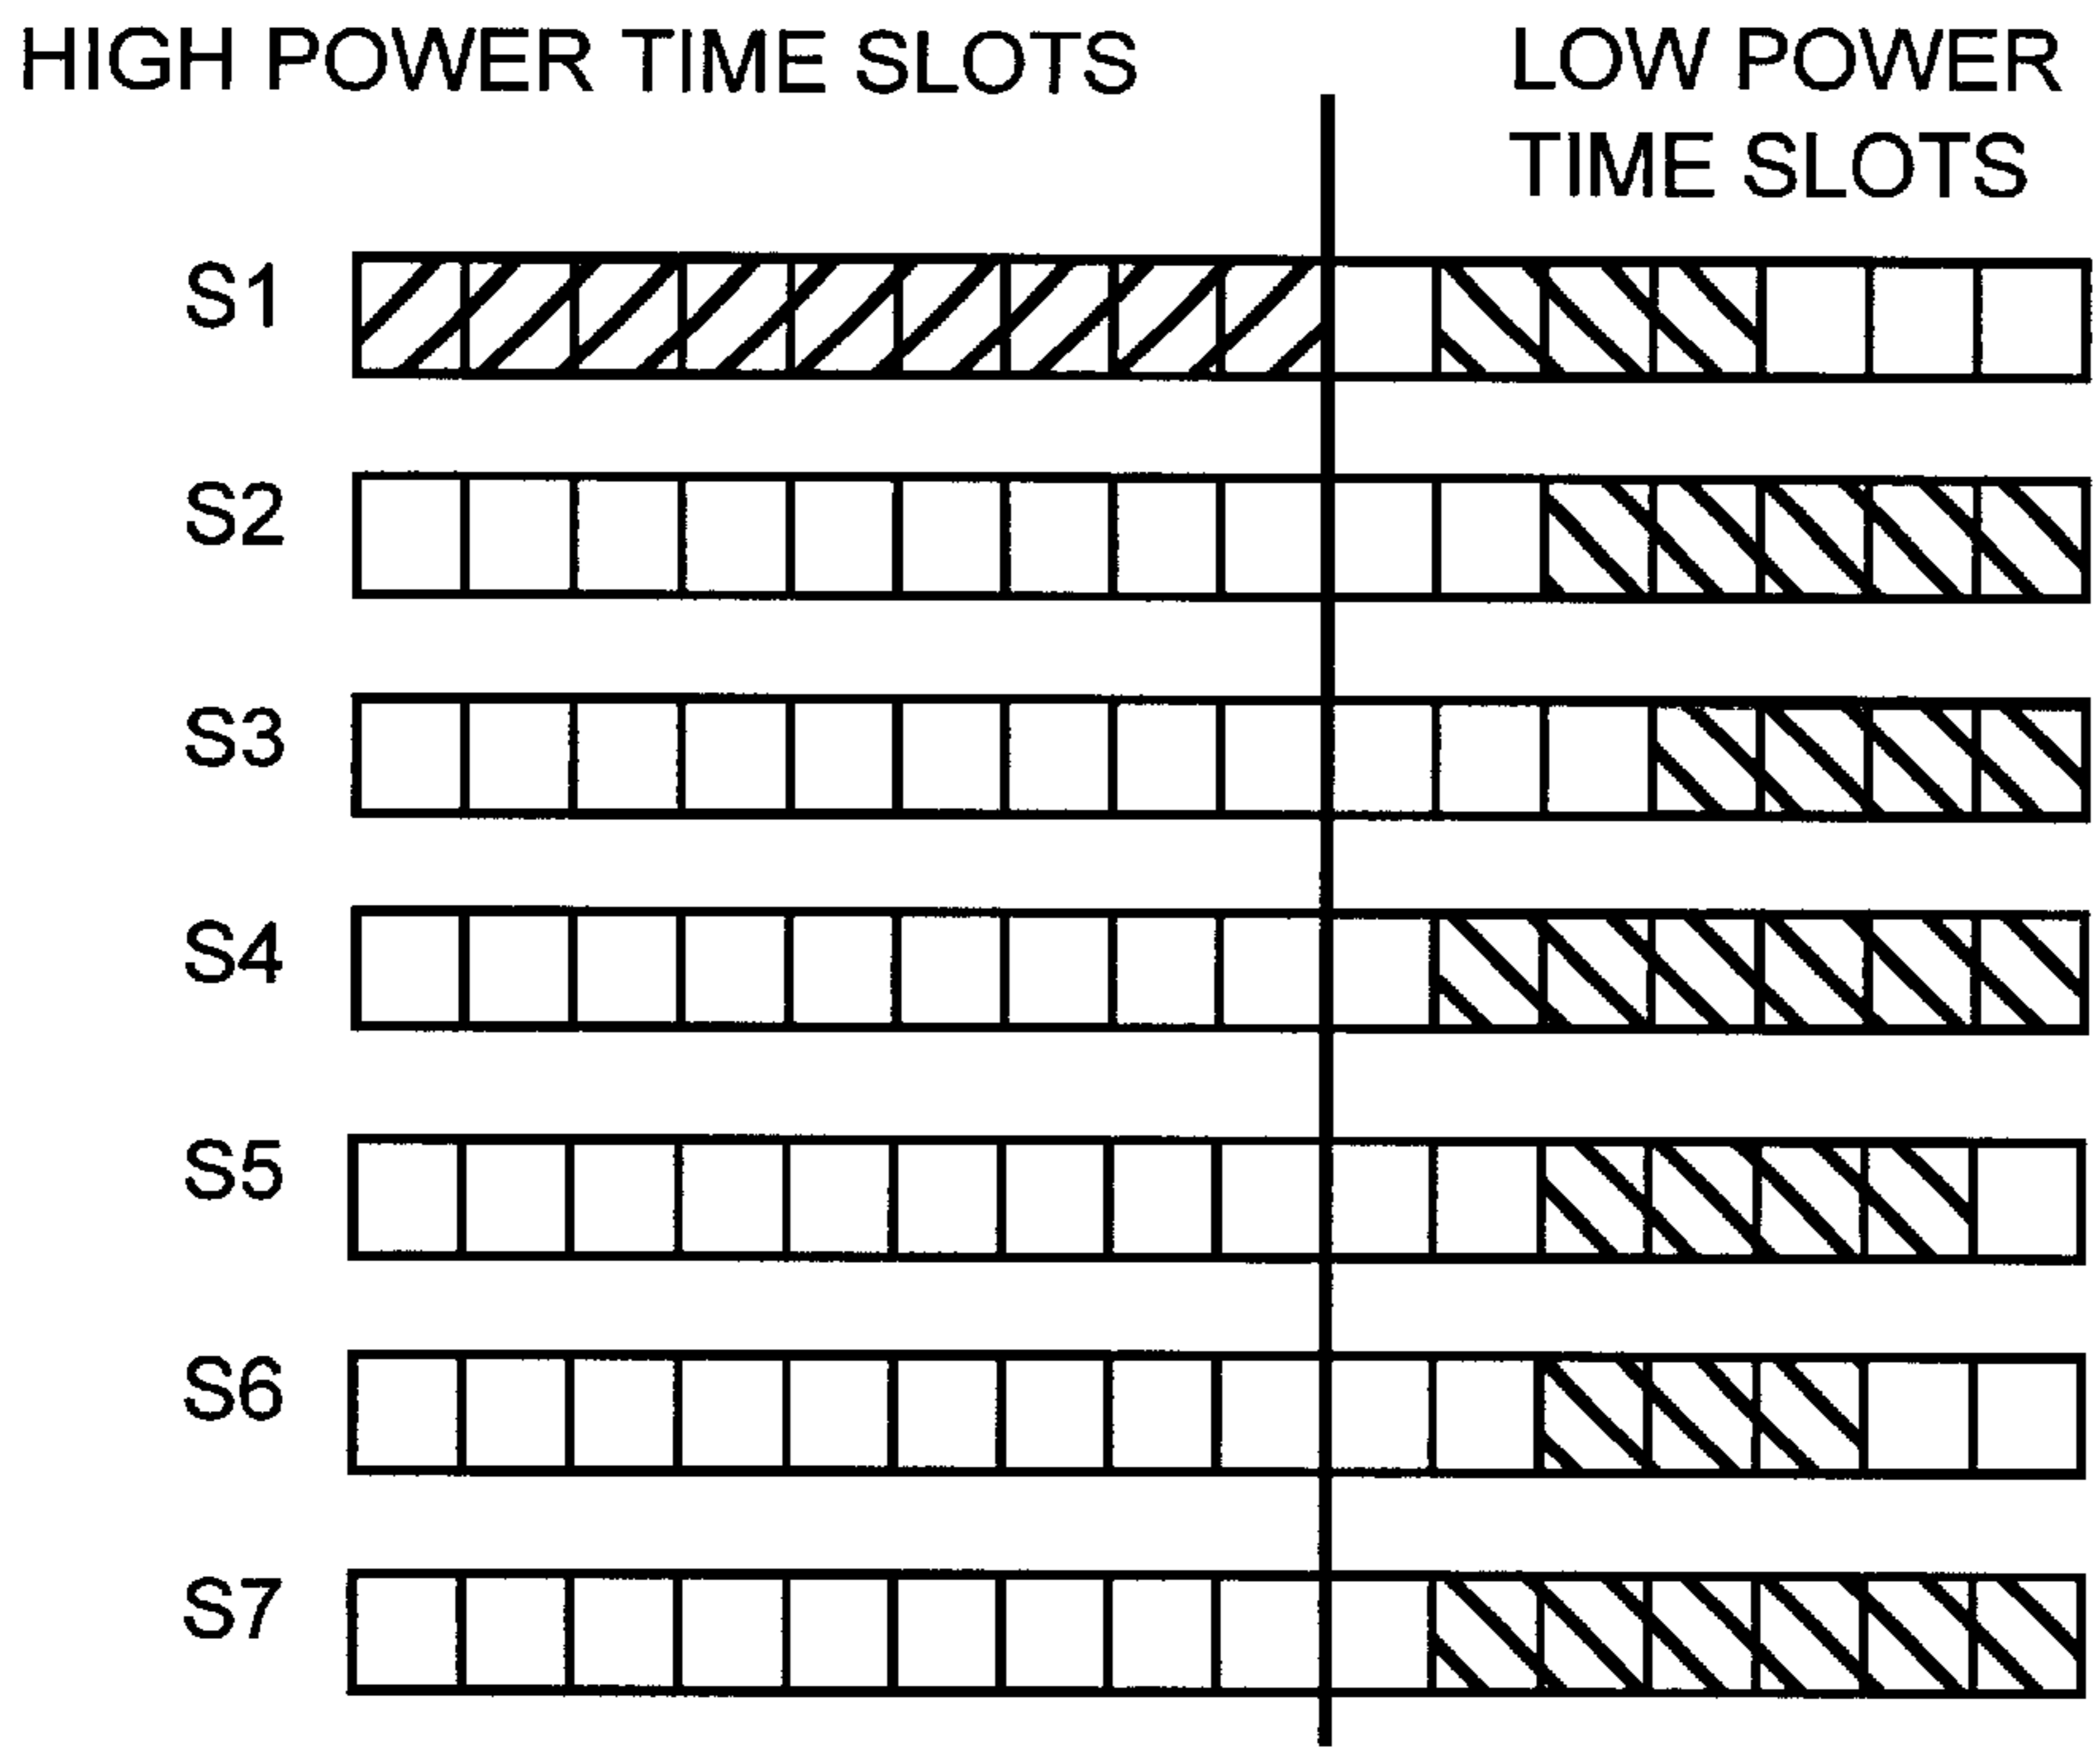 HIGH POWER TIME SLOTS
LOW POWER
TIME SLOTS
S1
S2
S3
S4
S5
S6
S7